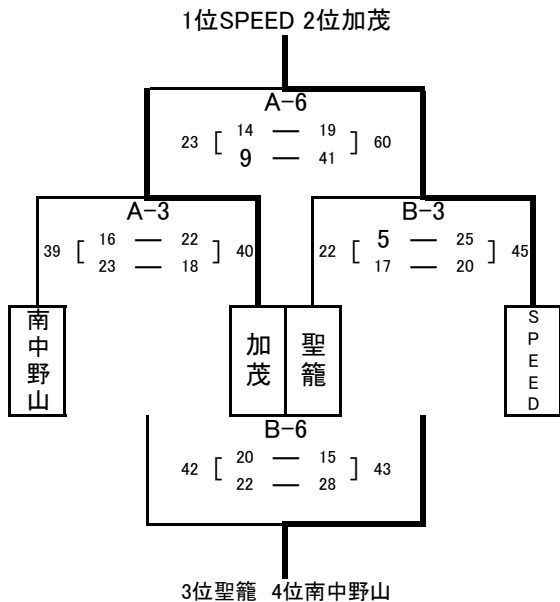 1位SPEED 2位加茂
A-6
14 — 19
23 [ ] 60
9 — 41
A-3
16 — 22
39 [ ] 40
23 — 18
B-3
5 — 25
22 [ ] 45
17 — 20
南中野山
加茂
聖籠
SPEED
B-6
20 — 15
42 [ ] 43
22 — 28
3位聖籠 4位南中野山